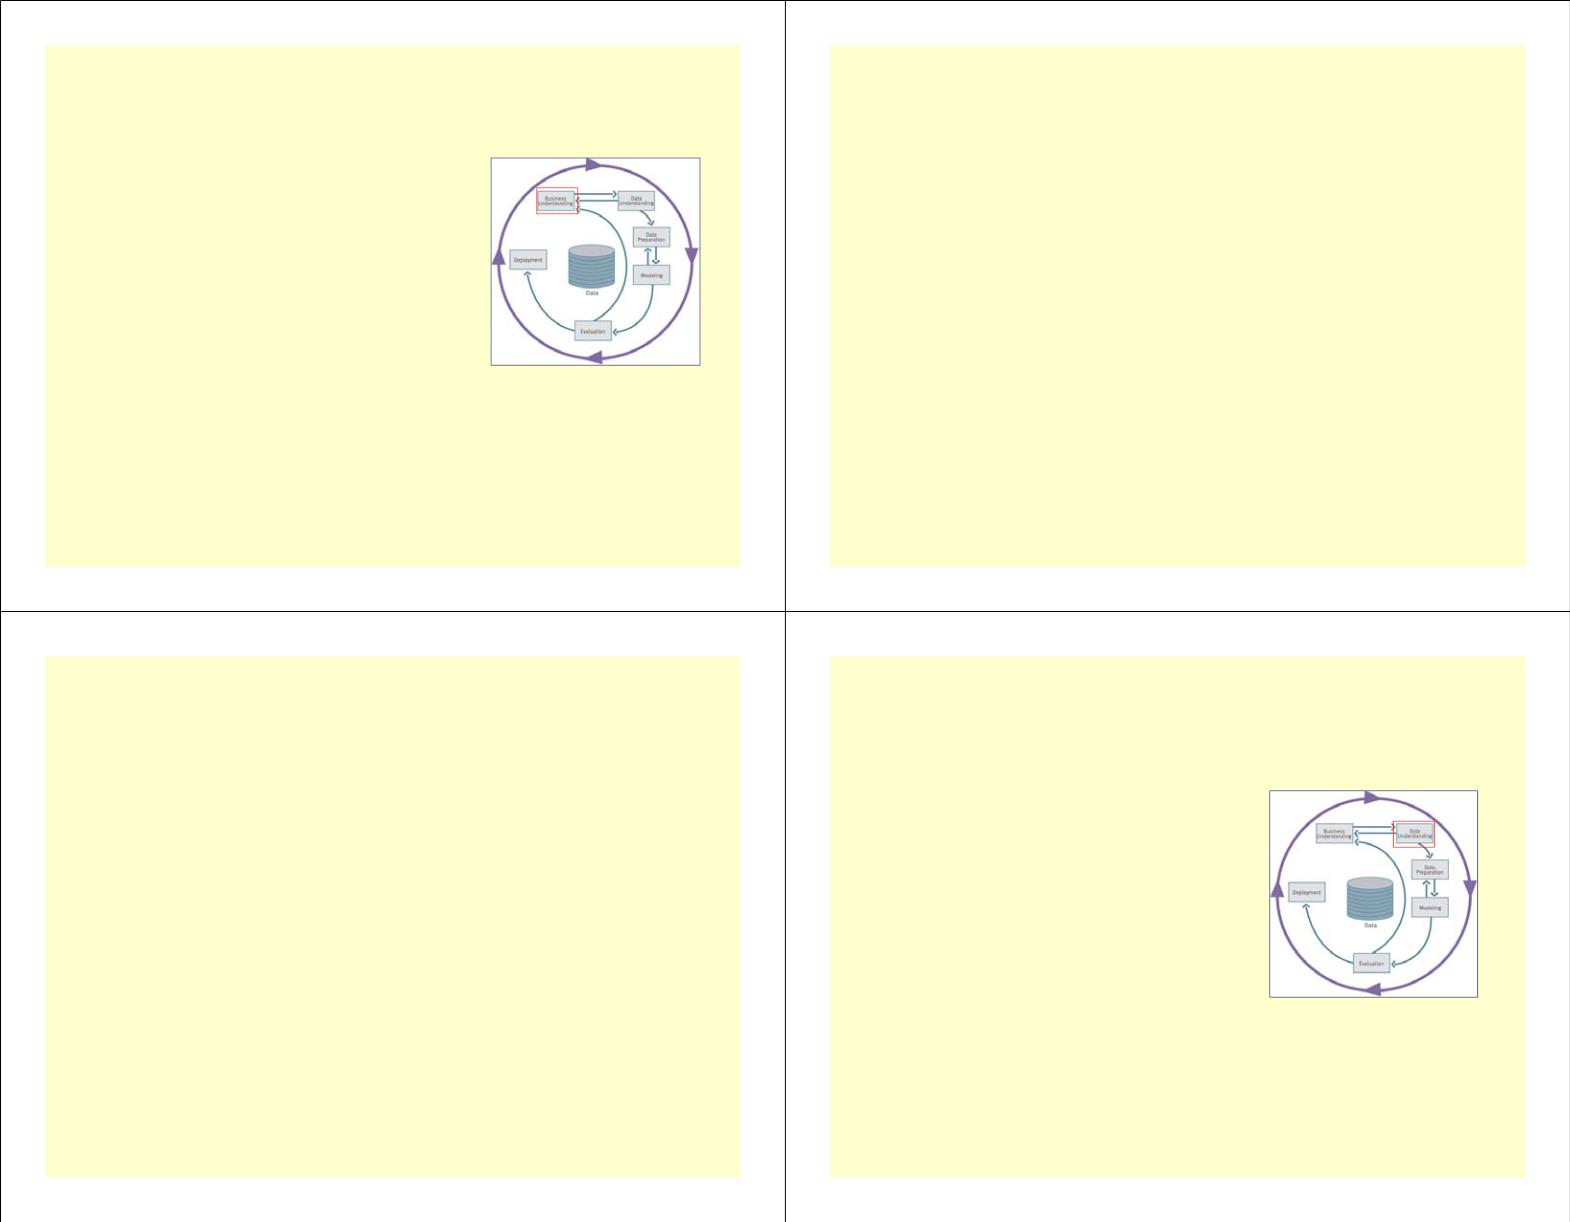 Business
Understanding
Data
Understanding
Data
Preparation
Deployment
Modeling
Data
Evaluation
Business
Understanding
Data
Understanding
Data
Preparation
Deployment
Modeling
Data
Evaluation